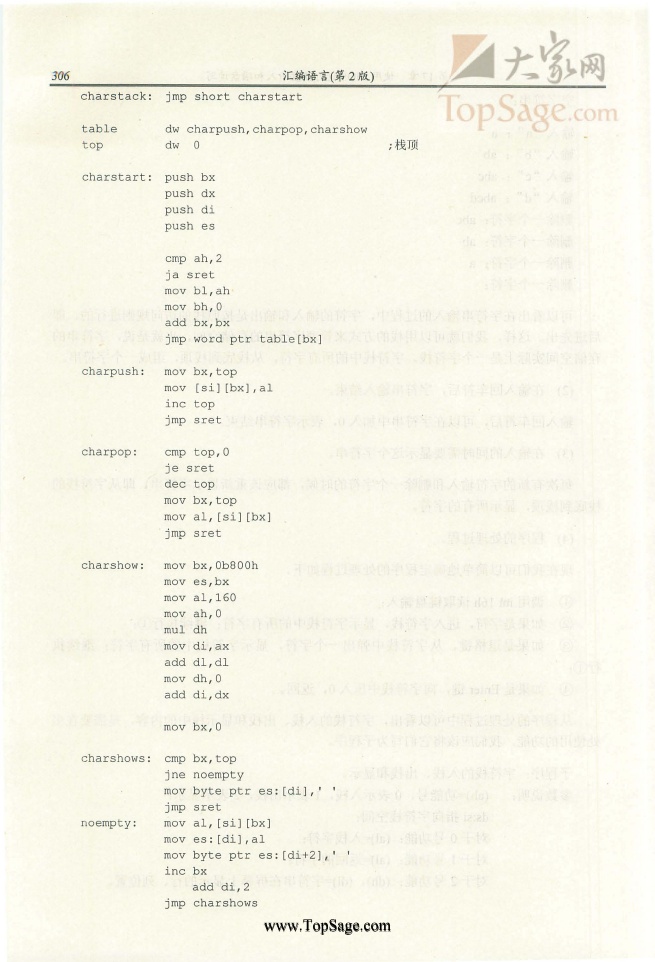 大家网
TopSage.com
306 汇编语言(第2版)
charstack: jmp short charstart
table dw charpush,charpop,charshow
top dw 0 ;栈顶
charstart: push bx
push dx
push di
push es
cmp ah,2
ja sret
mov bl,ah
mov bh,0
add bx,bx
jmp word ptr table[bx]
charpush: mov bx,top
mov [si][bx],al
inc top
jmp sret
charpop: cmp top,0
je sret
dec top
mov bx,top
mov al,[si][bx]
jmp sret
charshow: mov bx,0b800h
mov es,bx
mov al,160
mov ah,0
mul dh
mov di,ax
add dl,dl
mov dh,0
add di,dx
mov bx,0
charshows: cmp bx,top
jne noempty
mov byte ptr es:[di],' '
jmp sret
noempty: mov al,[si][bx]
mov es:[di],al
mov byte ptr es:[di+2],' '
inc bx
add di,2
jmp charshows
www.TopSage.com